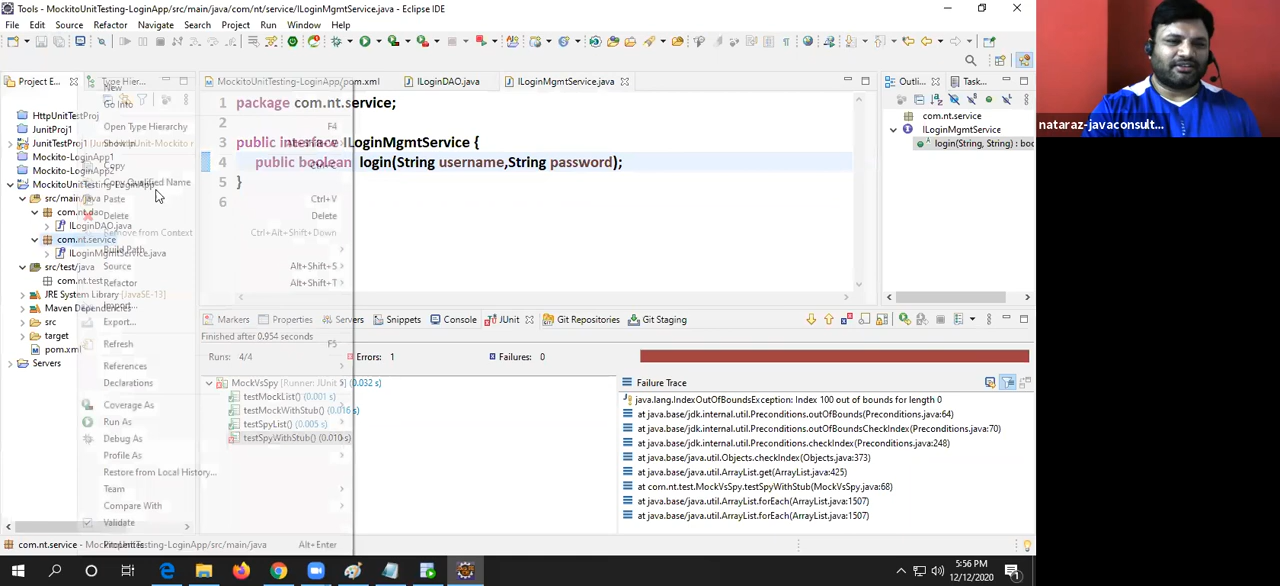 Tools - MockitoUnitTesting-LoginApp/src/main/java/com/nt/service/ILoginMgmtService.java - Eclipse IDE
File Edit Source Refactor Navigate Search Project Run Window Help
Project E... Type Hier...
MockitoUnitTesting-LoginApp/pom.xml ILoginDAO.java ILoginMgmtService.java
Outli... Task...
HttpUnitTestProj
JunitProj1
JunitTestProj1
Mockito-LoginApp1
Mockito-LoginApp2
MockitoUnitTesting-LoginApp
src/main/java
com.nt.dao
ILoginDAO.java
com.nt.service
ILoginMgmtService.java
src/test/java
com.nt.test
JRE System Library [JavaSE-13]
Maven Dependencies
src
target
pom.xml
Servers
New
Go Into
Open Type Hierarchy F4
Show In
Copy Ctrl+C
Copy Qualified Name
Paste Ctrl+V
Delete Delete
Remove from Context Ctrl+Alt+Shift+Down
Build Path
Source Alt+Shift+S
Refactor Alt+Shift+T
Import...
Export...
Refresh F5
References
Declarations
Coverage As
Run As
Debug As
Profile As
Restore from Local History...
Team
Compare With
Validate
Properties Alt+Enter
1 package com.nt.service;
2
3 public interface ILoginMgmtService {
4 public boolean login(String username,String password);
5 }
6
com.nt.service
ILoginMgmtService
login(String, String) : boo
Markers Properties Servers Snippets Console JUnit Git Repositories Git Staging
Finished after 0.954 seconds
Runs: 4/4 Errors: 1 Failures: 0
MockVsSpy [Runner: JUnit 5] (0.032 s)
testMockList() (0.001 s)
testMockWithStub() (0.016 s)
testSpyList() (0.005 s)
testSpyWithStub() (0.010 s)
Failure Trace
java.lang.IndexOutOfBoundsException: Index 100 out of bounds for length 0
at java.base/jdk.internal.util.Preconditions.outOfBounds(Preconditions.java:64)
at java.base/jdk.internal.util.Preconditions.outOfBoundsCheckIndex(Preconditions.java:70)
at java.base/jdk.internal.util.Preconditions.checkIndex(Preconditions.java:248)
at java.base/java.util.Objects.checkIndex(Objects.java:373)
at java.base/java.util.ArrayList.get(ArrayList.java:425)
at com.nt.test.MockVsSpy.testSpyWithStub(MockVsSpy.java:68)
at java.base/java.util.ArrayList.forEach(ArrayList.java:1507)
at java.base/java.util.ArrayList.forEach(ArrayList.java:1507)
com.nt.service - MockitoUnitTesting-LoginApp/src/main/java
5:56 PM
12/12/2020
nataraz-javaconsult...